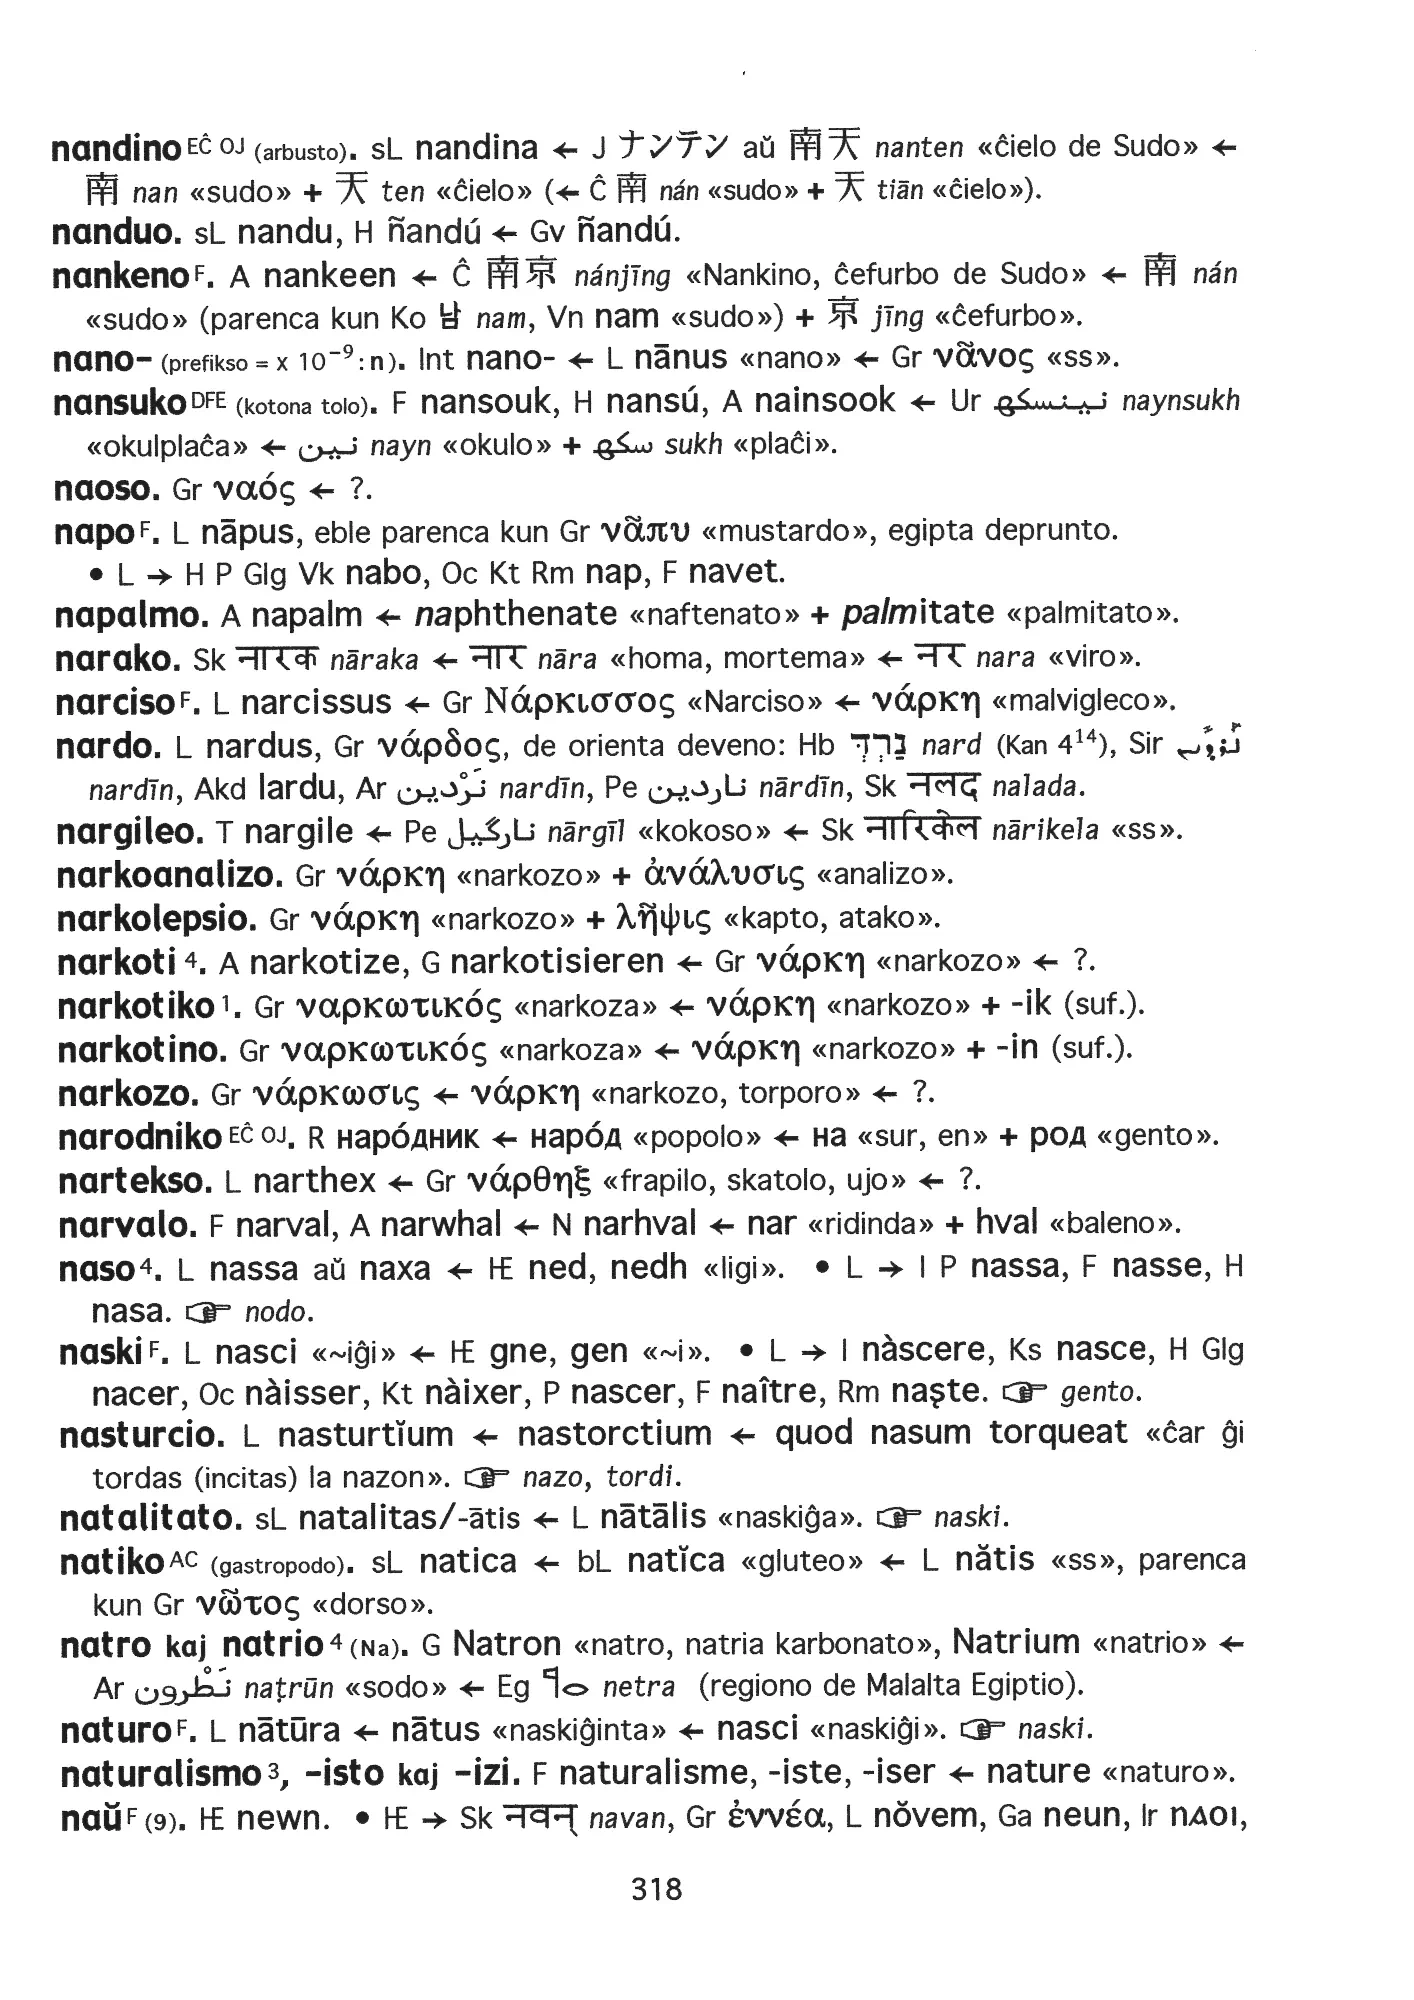 nandino EĈ OJ (arbusto). sL nandina ← J ナンテン aŭ 南天 nanten «ĉielo de Sudo» ←
南 nan «sudo» + 天 ten «ĉielo» (← Ĉ 南 nán «sudo» + 天 tiān «ĉielo»).
nanduo. sL nandu, H ñandú ← Gv ñandú.
nankeno F. A nankeen ← Ĉ 南京 nánjīng «Nankino, ĉefurbo de Sudo» ← 南 nán
«sudo» (parenca kun Ko 남 nam, Vn nam «sudo») + 京 jīng «ĉefurbo».
nano- (prefikso = x 10⁻⁹: n). Int nano- ← L nānus «nano» ← Gr νᾶνος «ss».
nansuko DFE (kotona tolo). F nansouk, H nansú, A nainsook ← Ur نينسکھ naynsukh
«okulplaĉa» ← نين nayn «okulo» + سکھ sukh «plaĉi».
naoso. Gr ναός ← ?.
napo F. L nāpus, eble parenca kun Gr νᾶπυ «mustardo», egipta deprunto.
• L → H P Glg Vk nabo, Oc Kt Rm nap, F navet.
napalmo. A napalm ← naphthenate «naftenato» + palmitate «palmitato».
narako. Sk नारक nāraka ← नार nāra «homa, mortema» ← नर nara «viro».
narciso F. L narcissus ← Gr Νάρκισσος «Narciso» ← νάρκη «malvigleco».
nardo. L nardus, Gr νάρδος, de orienta deveno: Hb נֵרְדְּ nard (Kan 4¹⁴), Sir
nardīn, Akd lardu, Ar نَرْدين nardīn, Pe ناردين nārdīn, Sk नलद nalada.
nargileo. T nargile ← Pe نارگيل nārgīl «kokoso» ← Sk नारिकेल nārikela «ss».
narkoanalizo. Gr νάρκη «narkozo» + ἀνάλυσις «analizo».
narkolepsio. Gr νάρκη «narkozo» + λῆψις «kapto, atako».
narkoti 4. A narkotize, G narkotisieren ← Gr νάρκη «narkozo» ← ?.
narkotiko 1. Gr ναρκωτικός «narkoza» ← νάρκη «narkozo» + -ik (suf.).
narkotino. Gr ναρκωτικός «narkoza» ← νάρκη «narkozo» + -in (suf.).
narkozo. Gr νάρκωσις ← νάρκη «narkozo, torporo» ← ?.
narodniko EĈ OJ. R наро́дник ← наро́д «popolo» ← на «sur, en» + род «gento».
nartekso. L narthex ← Gr νάρθηξ «frapilo, skatolo, ujo» ← ?.
narvalo. F narval, A narwhal ← N narhval ← nar «ridinda» + hval «baleno».
naso 4. L nassa aŭ naxa ← HE ned, nedh «ligi». • L → I P nassa, F nasse, H
nasa. ☞ nodo.
naski F. L nasci «~iĝi» ← HE gne, gen «~i». • L → I nàscere, Ks nasce, H Glg
nacer, Oc nàisser, Kt nàixer, P nascer, F naître, Rm naşte. ☞ gento.
nasturcio. L nasturtĭum ← nastorctium ← quod nasum torqueat «ĉar ĝi
tordas (incitas) la nazon». ☞ nazo, tordi.
natalitato. sL natalitas/-ātis ← L nātālis «naskiĝa». ☞ naski.
natiko AC (gastropodo). sL natica ← bL natĭca «gluteo» ← L nătis «ss», parenca
kun Gr νῶτος «dorso».
natro kaj natrio 4 (Na). G Natron «natro, natria karbonato», Natrium «natrio» ←
Ar نَطْرون naṭrūn «sodo» ← Eg netra (regiono de Malalta Egiptio).
naturo F. L nātūra ← nātus «naskiĝinta» ← nasci «naskiĝi». ☞ naski.
naturalismo 3, -isto kaj -izi. F naturalisme, -iste, -iser ← nature «naturo».
naŭ F (9). HE newn. • HE → Sk नवन् navan, Gr ἐννέα, L nŏvem, Ga neun, Ir naoi,
318